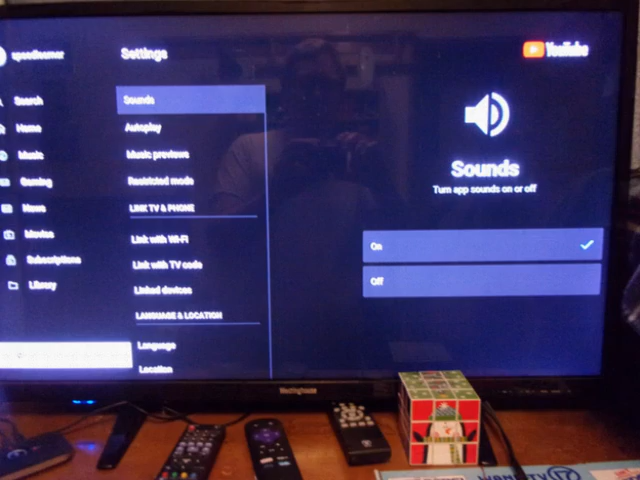 speedlearner
Settings
YouTube
Search
Home
Music
Gaming
News
Movies
Subscriptions
Library
Sounds
Autoplay
Music previews
Restricted mode
LINK TV & PHONE
Link with Wi-Fi
Link with TV code
Linked devices
LANGUAGE & LOCATION
Language
Location
Sounds
Turn app sounds on or off
On
Off
Westinghouse